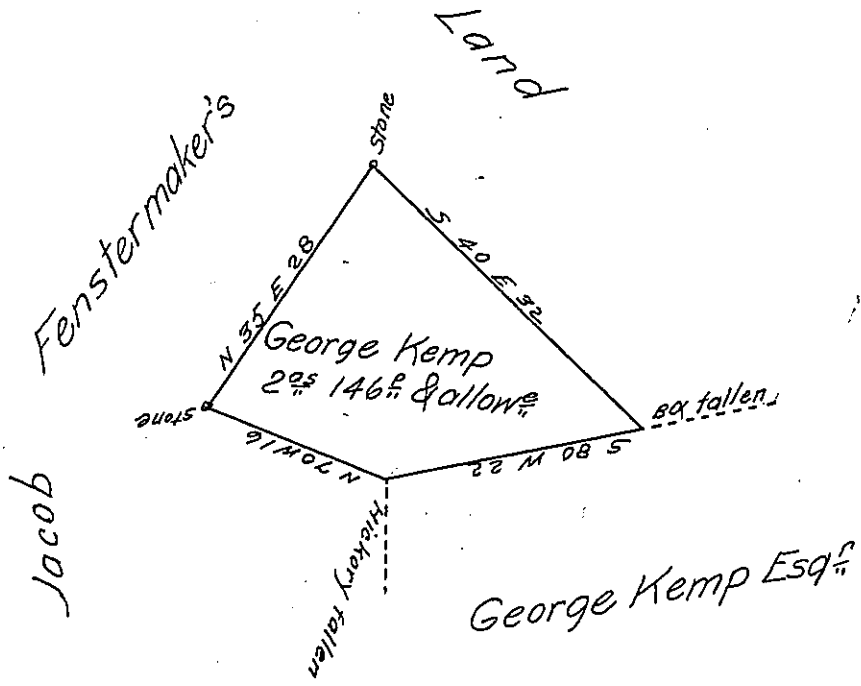 Jacob Fenstermaker's Land
Stone
N 35 E 28
S 40 E 32
George Kemp
2as 146p & allowe
Stone
BO fallen
N 70 W 16
S 80 W 22
Hickory fallen
George Kemp Esqr